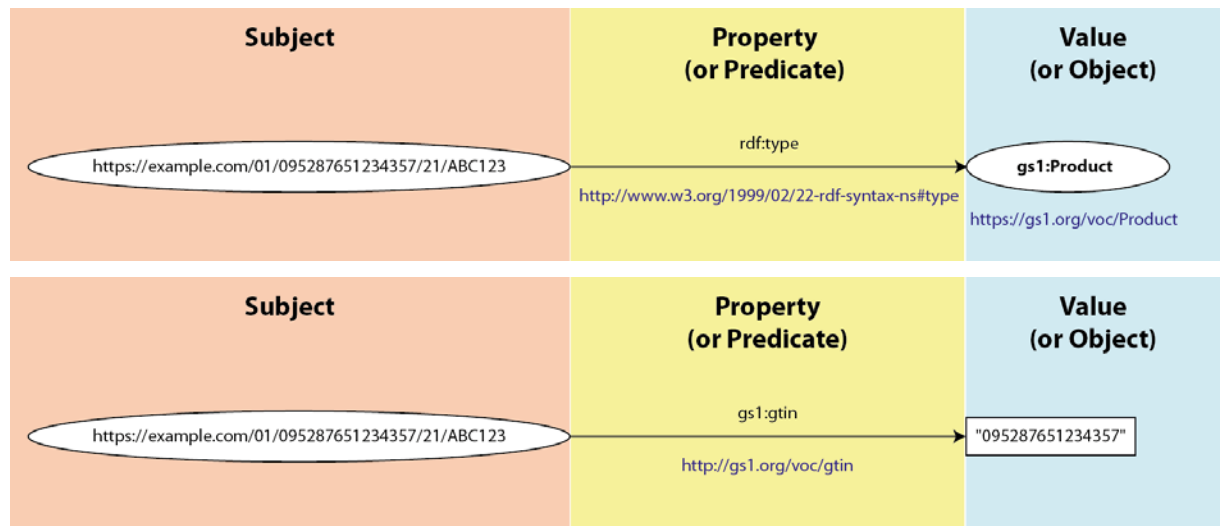 Subject
Property
(or Predicate)
Value
(or Object)
rdf:type
https://example.com/01/095287651234357/21/ABC123
gs1:Product
http://www.w3.org/1999/02/22-rdf-syntax-ns#type
https://gs1.org/voc/Product
Subject
Property
(or Predicate)
Value
(or Object)
gs1:gtin
https://example.com/01/095287651234357/21/ABC123
"095287651234357"
http://gs1.org/voc/gtin